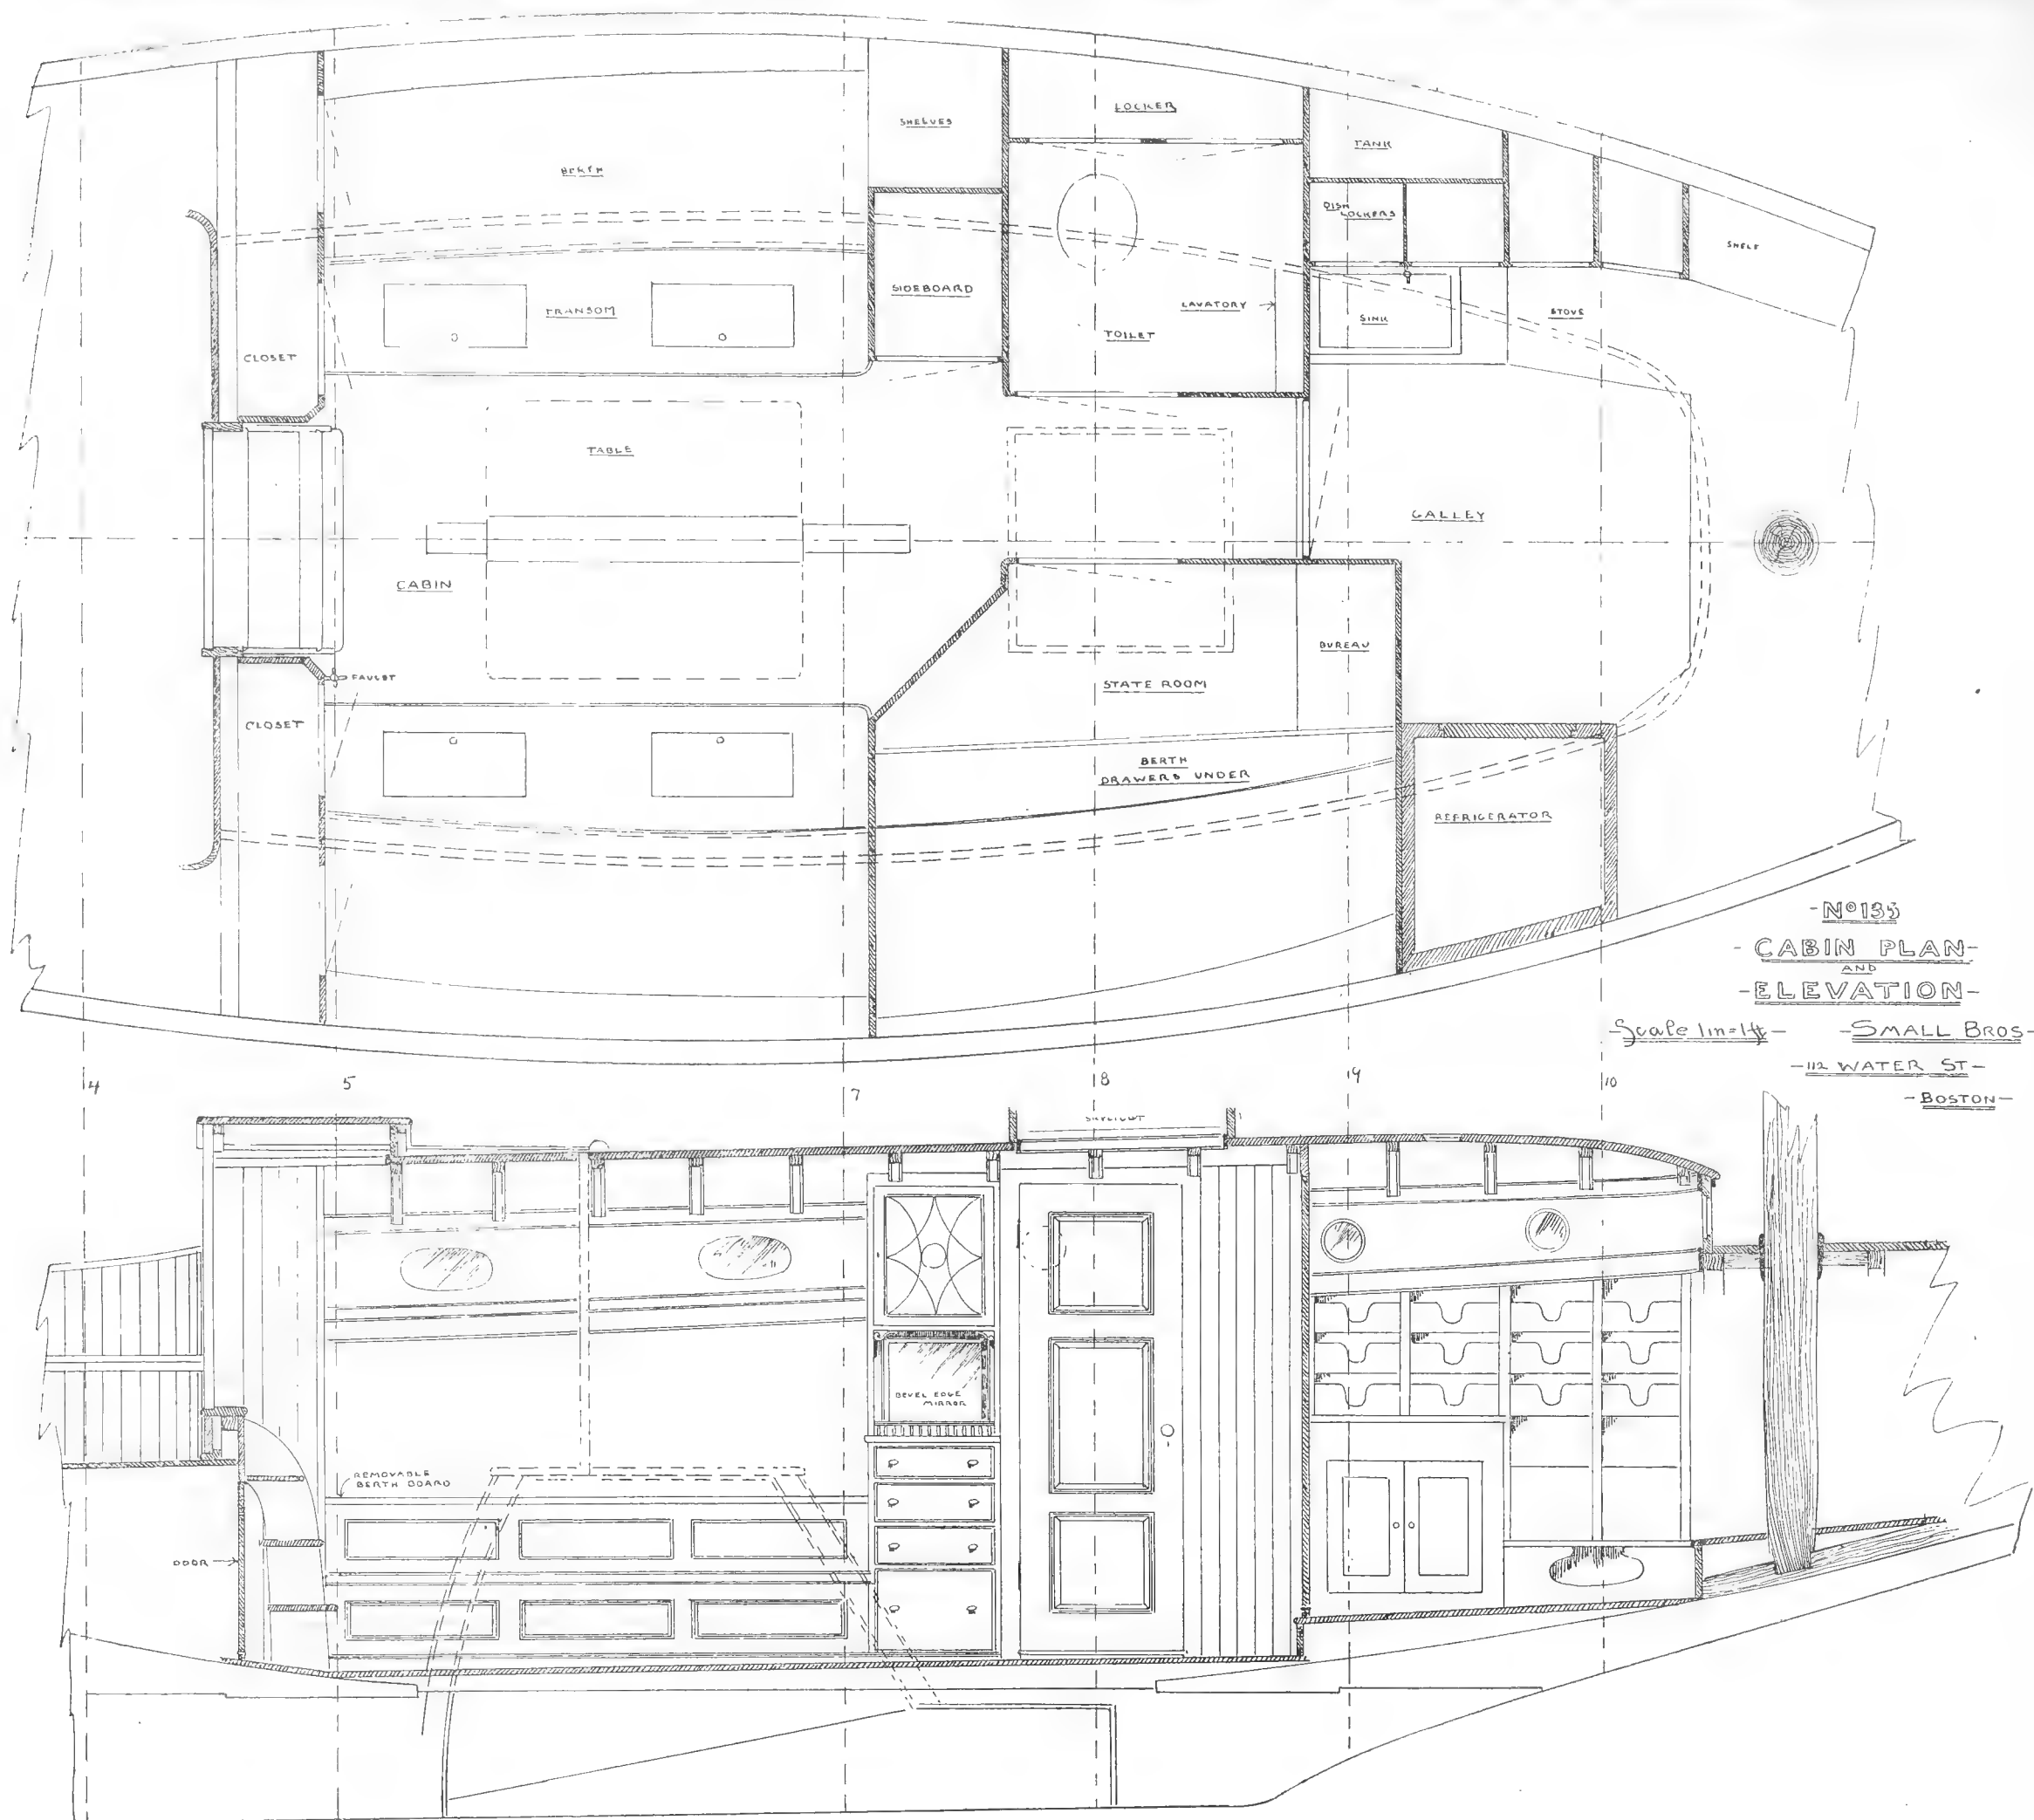 LOCKER
SHELVES
TANK
BERTH
DISH
LOCKERS
SHELF
SIDEBOARD
LAVATORY
TRANSOM
SINK
STOVE
TOILET
CLOSET
TABLE
GALLEY
CABIN
BUREAU
FAUCET
STATE ROOM
CLOSET
BERTH
DRAWERS UNDER
REFRIGERATOR
-No 133
-CABIN PLAN-
AND
-ELEVATION-
-Scale 1in=1ft- -SMALL BROS-
-112 WATER ST-
-BOSTON-
4 5 7 8 9 10
SKYLIGHT
BEVEL EDGE
MIRROR
REMOVABLE
BERTH BOARD
DOOR